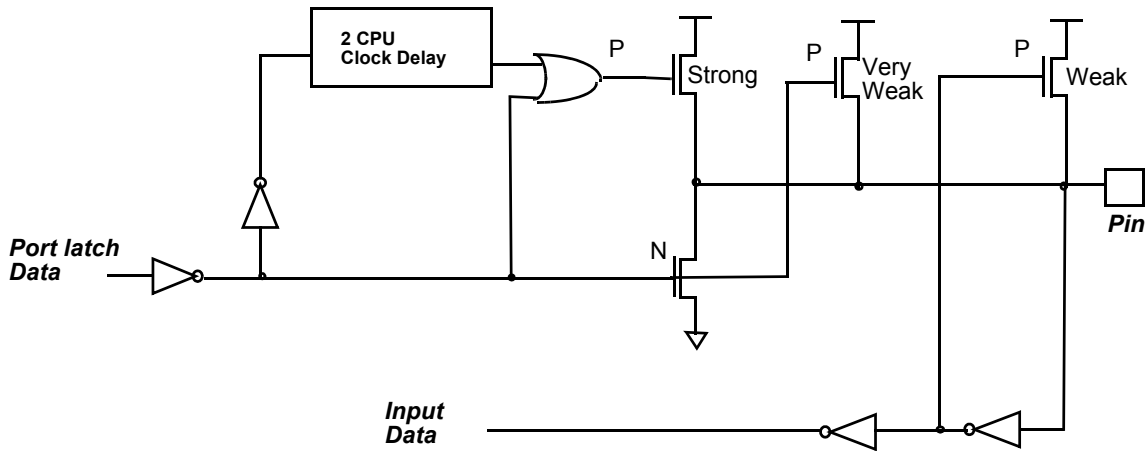 2 CPU
Clock Delay
P
Strong
P
Very
Weak
P
Weak
Port latch
Data
N
Pin
Input
Data